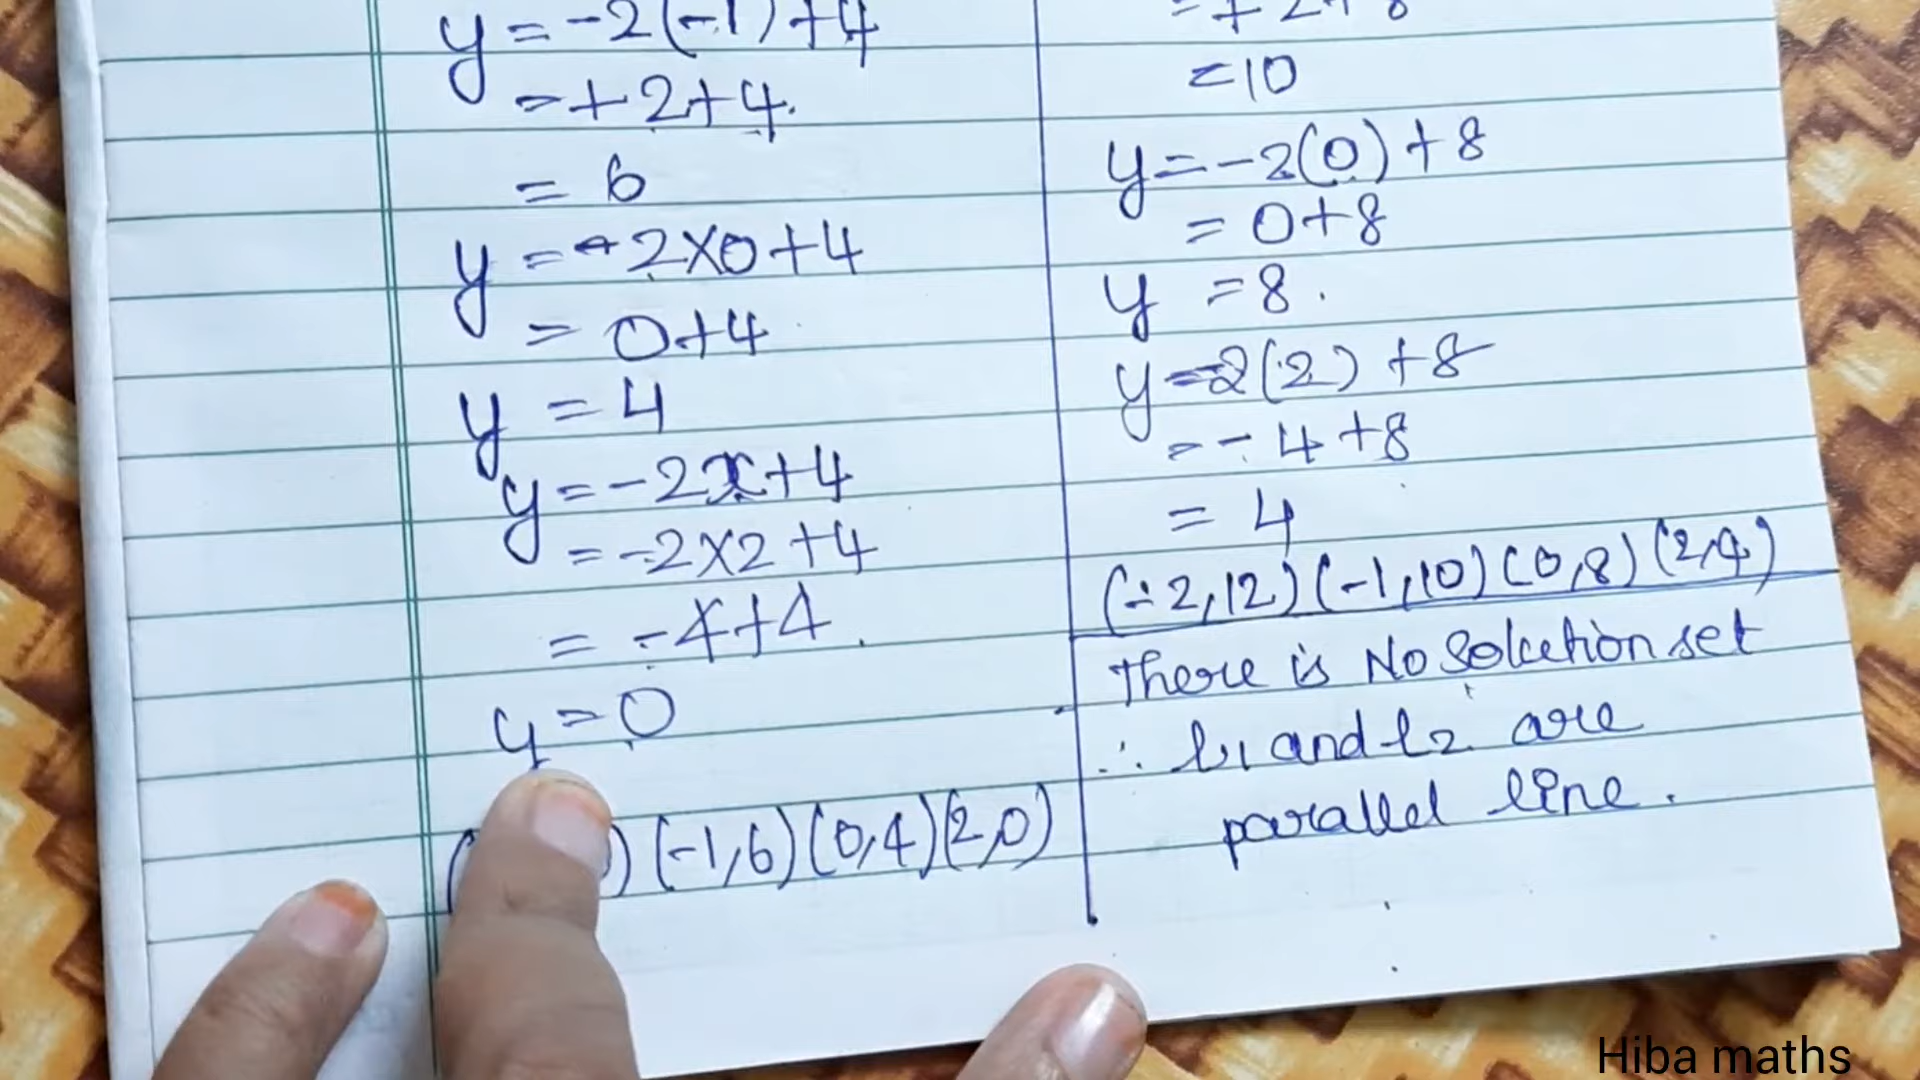 y = -2(-1)+4
= +2+4.
= 6
y = -2×0+4
= 0+4
y = 4
y = -2x+4
= -2×2+4
= -4+4.
y = 0
(-1,6) (0,4) (2,0)
= +2+8
= 10
y = -2(0)+8
= 0+8
y = 8.
y = -2(2)+8
= -4+8
= 4
(-2,12) (-1,10) (0,8) (2,4)
There is No Solution set
∴ l1 and l2 are
parallel line.
Hiba maths